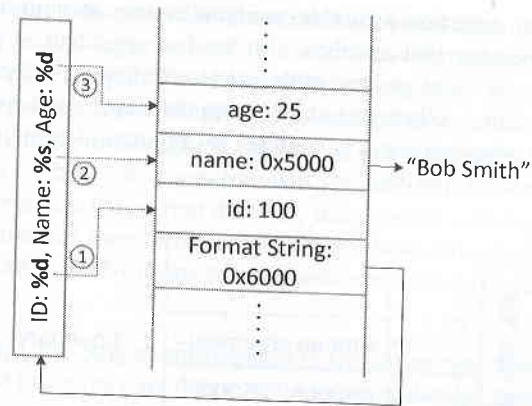 ID: %d, Name: %s, Age: %d
③
②
①
age: 25
name: 0x5000
id: 100
Format String:
0x6000
"Bob Smith"